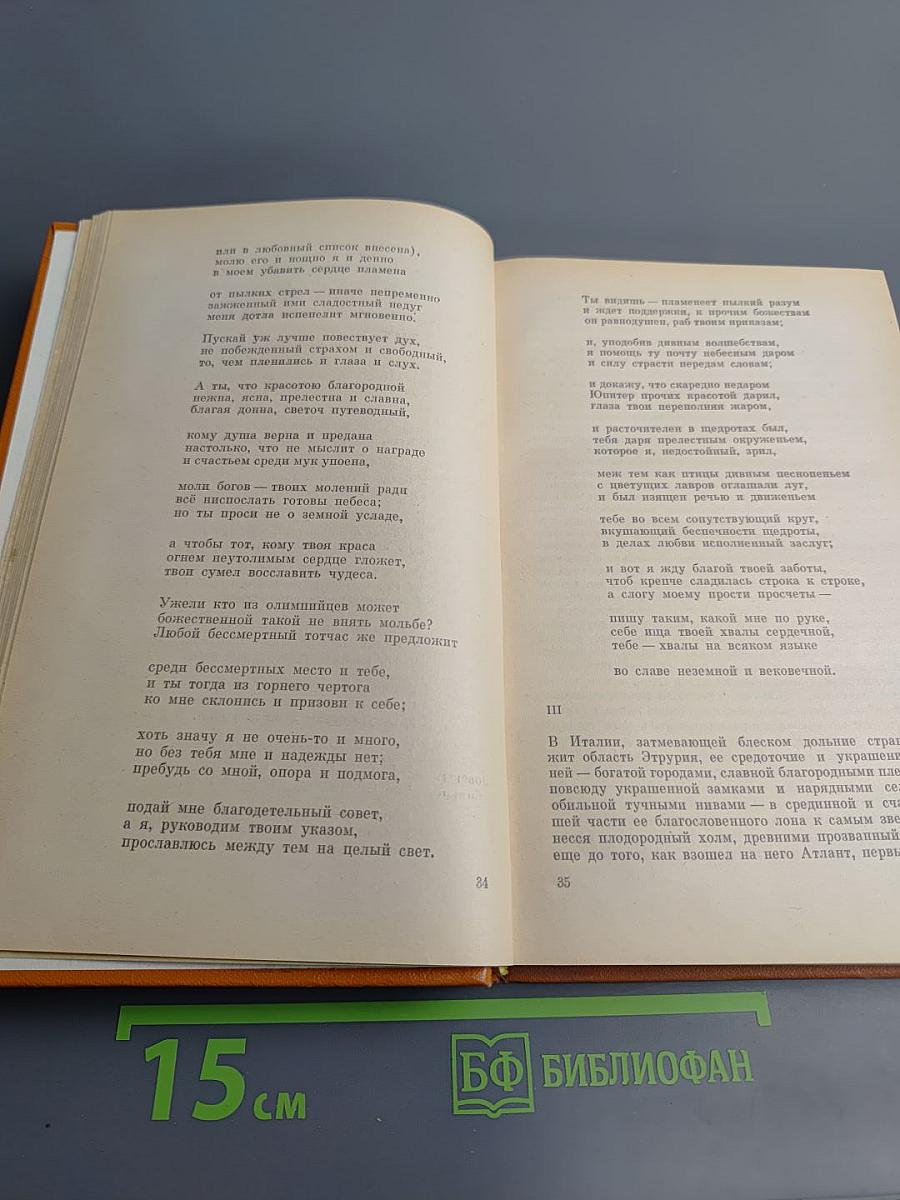 или в любовный список внесена),
молю его и нощно я и денно
в моем убавить сердце пламена
от пылких стрел — иначе непременно
зажженный ими сладостный недуг
меня дотла испепелит мгновенно.
Пускай уж лучше повествует дух,
не побежденный страхом и свободный,
то, чем пленились и глаза и слух.
А ты, что красотою благородной
нежна, ясна, прелестна и славна,
благая донна, светоч путеводный,
кому душа верна и предана
настолько, что не мыслит о награде
и счастьем среди мук упоена,
моли богов — твоих молений ради
всё ниспослать готовы небеса;
но ты проси не о земной усладе,
а чтобы тот, кому твоя краса
огнем неутолимым сердце гложет,
твои сумел восславить чудеса.
Ужели кто из олимпийцев может
божественной такой не внять мольбе?
Любой бессмертный тотчас же предложит
среди бессмертных место и тебе,
и ты тогда из горнего чертога
ко мне склонись и призови к себе;
хоть значу я не очень-то и много,
но без тебя мне и надежды нет;
пребудь со мной, опора и подмога,
подай мне благодетельный совет,
а я, руководим твоим указом,
прославлюсь между тем на целый свет.
34
Ты видишь — пламенеет пылкий разум
и ждет поддержки, к прочим божествам
он равнодушен, раб твоим приказам;
и, уподобив дивным волшебствам,
я помощь ту почту небесным даром
и силу страсти передам словам;
и докажу, что скаредно недаром
Юпитер прочих красотой дарил,
глаза твои переполняя жаром,
и расточителен в щедротах был,
тебя даря прелестным окруженьем,
которое я, недостойный, зрил,
меж тем как птицы дивным песнопеньем
с цветущих лавров оглашали луг,
и был изящен речью и движеньем
тебе во всем сопутствующий круг,
вкушающий беспечности щедроты,
в делах любви исполненный заслуг;
и вот я жду благой твоей заботы,
чтоб крепче сладилась строка к строке,
а слогу моему прости просчеты —
пишу таким, какой мне по руке,
себе ища твоей хвалы сердечной,
тебе — хвалы на всяком языке
во славе неземной и вековечной.
III
В Италии, затмевающей блеском дольние стран
жит область Этрурия, ее средоточие и украшени
ней — богатой городами, славной благородными пле
повсюду украшенной замками и нарядными сел
обильной тучными нивами — в срединной и сча
шей части ее благословенного лона к самым зве
несся плодородный холм, древними прозванный
еще до того, как взошел на него Атлант, первы
35
15 см
БФ БИБЛИОФАН